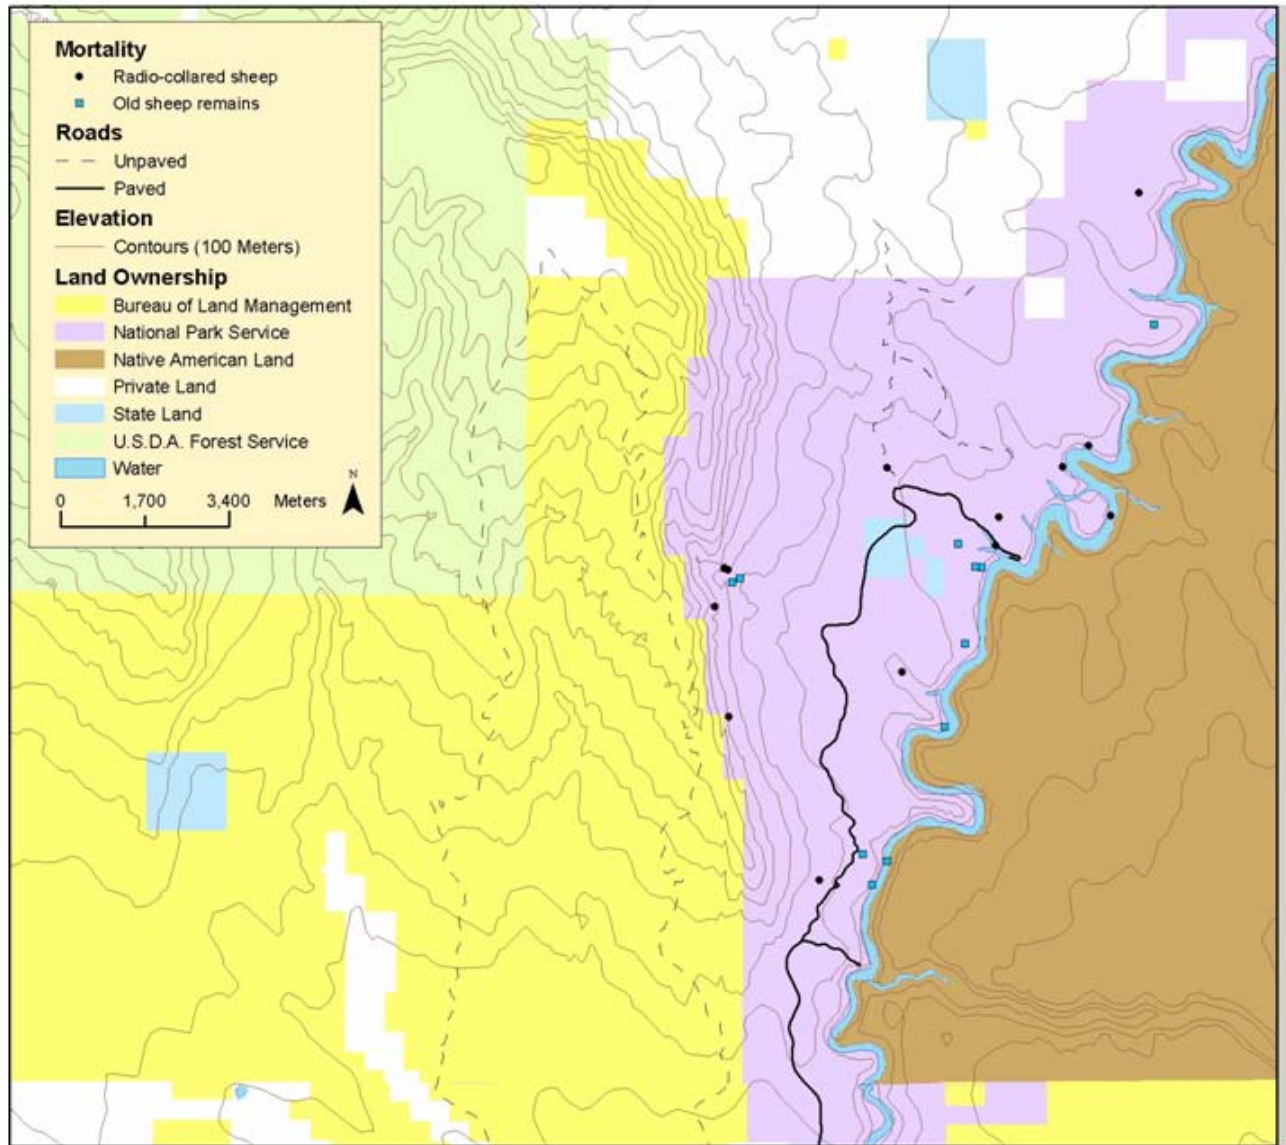 Mortality
Radio-collared sheep
Old sheep remains
Roads
Unpaved
Paved
Elevation
Contours (100 Meters)
Land Ownership
Bureau of Land Management
National Park Service
Native American Land
Private Land
State Land
U.S.D.A. Forest Service
Water
N
0 1,700 3,400 Meters